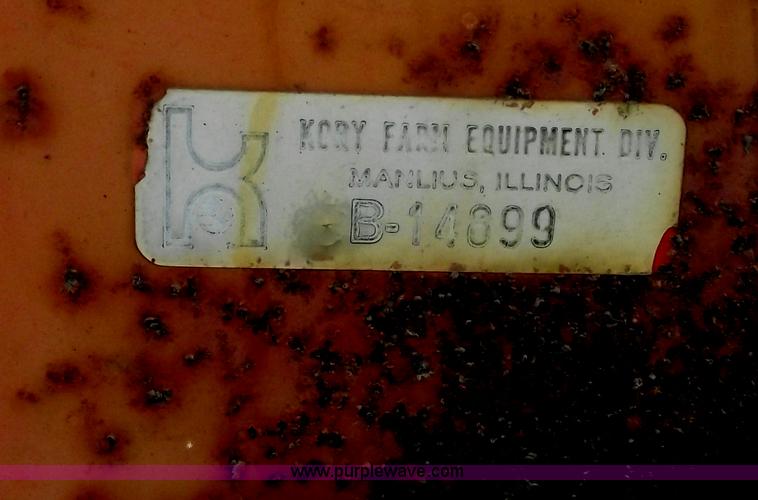 KORY FARM EQUIPMENT DIV.
MANLIUS, ILLINOIS
B-14899
www.purplewave.com